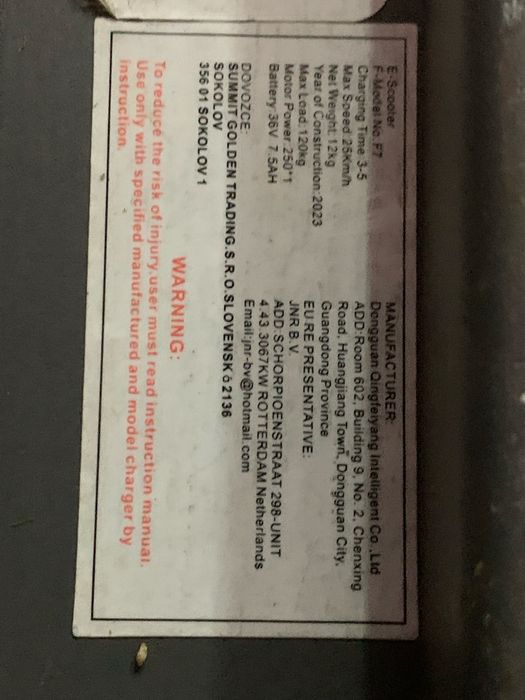 E-Scooter
F-Model No. F7
Charging Time 3-5
Max Speed 25Km/h
Net Weight 12kg
Year of Construction: 2023
Max Load: 120kg
Motor Power 250*1
Battery 36V 7.5AH
DOVOZCE:
SUMMIT GOLDEN TRADING.S.R.O.SLOVENSKÓ 2136
SOKOLOV
356 01 SOKOLOV 1
MANUFACTURER:
Dongguan Qingfeiyang Intelligent Co.,Ltd
ADD:Room 602, Building 9, No. 2, Chenxing
Road, Huangjiang Town, Dongguan City,
Guangdong Province
EU RE PRESENTATIVE:
JNR B.V.
ADD:SCHORPIOENSTRAAT 298-UNIT
4.43.3067KW ROTTERDAM Netherlands
Email:jnr-bv@hotmail.com
WARNING:
To reduce the risk of injury.user must read instruction manual.
Use only with specified manufactured and model charger by
instruction.